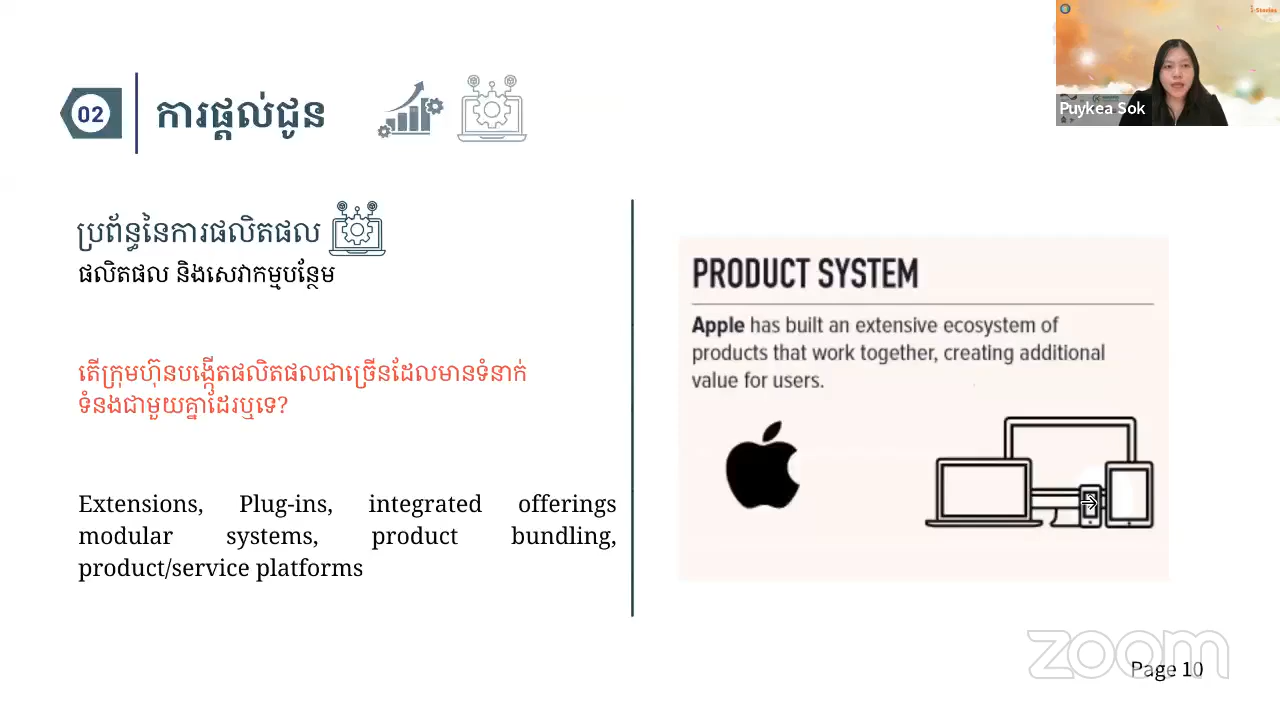 02
ការផ្តល់ជូន
ប្រព័ន្ធនៃការផលិតផល
ផលិតផល និងសេវាកម្មបន្ថែម
តើក្រុមហ៊ុនបង្កើតផលិតផលជាច្រើនដែលមានទំនាក់
ទំនងជាមួយគ្នាដែរឬទេ?
Extensions, Plug-ins, integrated offerings
modular systems, product bundling,
product/service platforms
PRODUCT SYSTEM
Apple has built an extensive ecosystem of
products that work together, creating additional
value for users.
Puykea Sok
zoom
Page 10